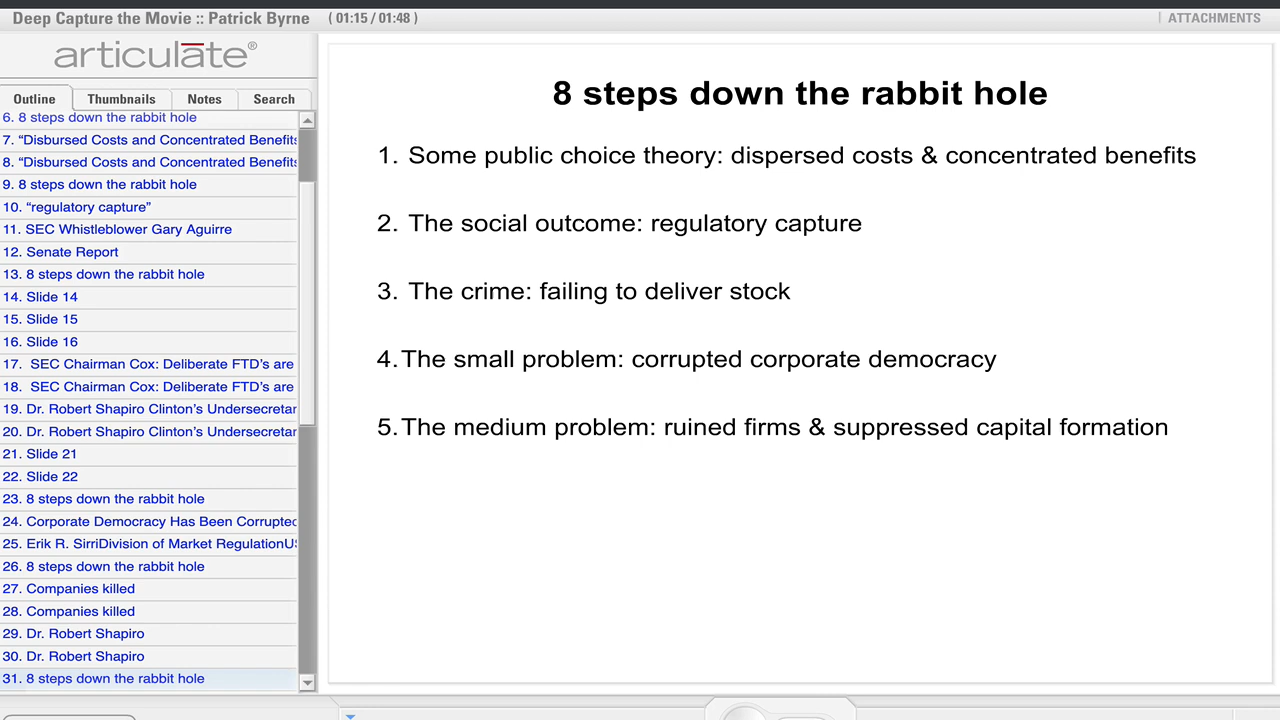 Deep Capture the Movie :: Patrick Byrne ( 01:15 / 01:48 )
ATTACHMENTS
articulate®
Outline Thumbnails Notes Search
6. 8 steps down the rabbit hole
7. “Disbursed Costs and Concentrated Benefits
8. “Disbursed Costs and Concentrated Benefits
9. 8 steps down the rabbit hole
10. “regulatory capture”
11. SEC Whistleblower Gary Aguirre
12. Senate Report
13. 8 steps down the rabbit hole
14. Slide 14
15. Slide 15
16. Slide 16
17. SEC Chairman Cox: Deliberate FTD’s are
18. SEC Chairman Cox: Deliberate FTD’s are
19. Dr. Robert Shapiro Clinton’s Undersecretar
20. Dr. Robert Shapiro Clinton’s Undersecretar
21. Slide 21
22. Slide 22
23. 8 steps down the rabbit hole
24. Corporate Democracy Has Been Corrupted
25. Erik R. SirriDivision of Market RegulationUS
26. 8 steps down the rabbit hole
27. Companies killed
28. Companies killed
29. Dr. Robert Shapiro
30. Dr. Robert Shapiro
31. 8 steps down the rabbit hole
8 steps down the rabbit hole
1. Some public choice theory: dispersed costs & concentrated benefits
2. The social outcome: regulatory capture
3. The crime: failing to deliver stock
4. The small problem: corrupted corporate democracy
5. The medium problem: ruined firms & suppressed capital formation